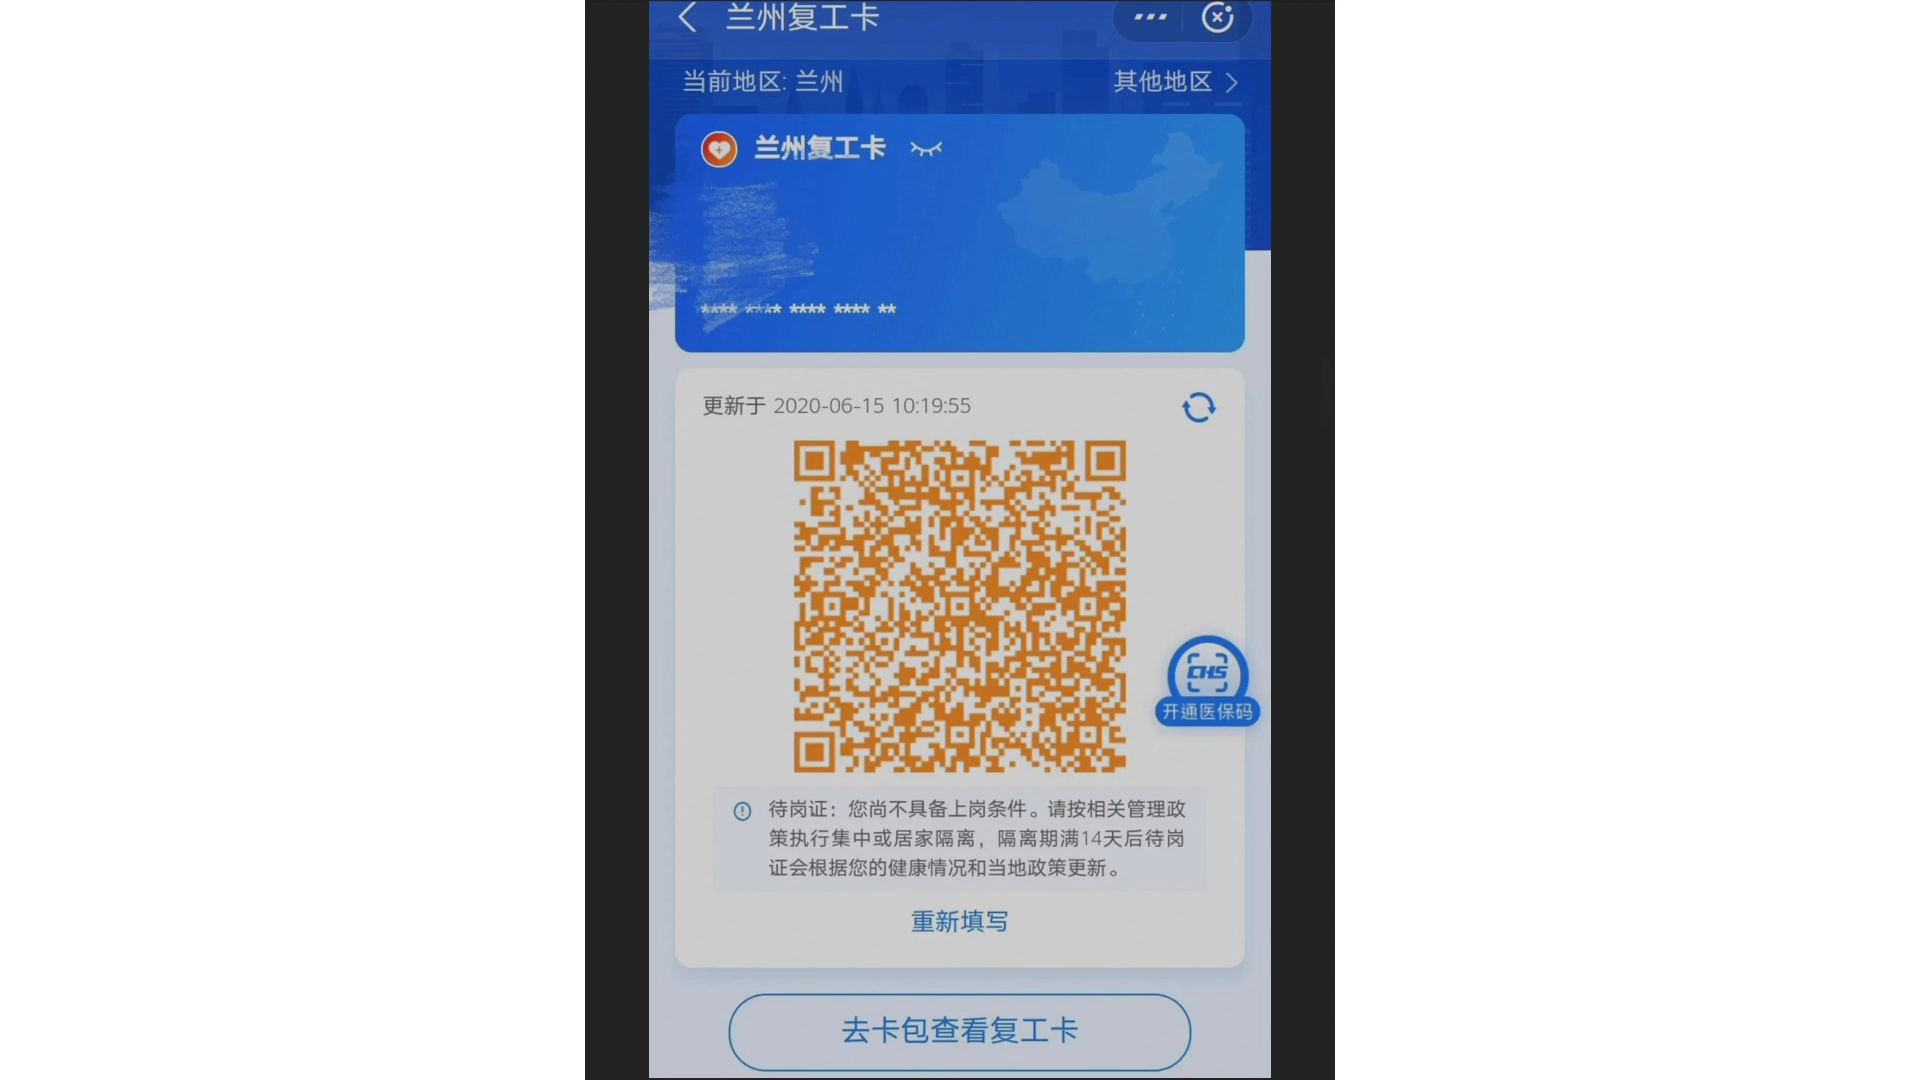 兰州复工卡
当前地区: 兰州
其他地区
兰州复工卡
**** **** **** **** **
更新于 2020-06-15 10:19:55
CHS
开通医保码
待岗证：您尚不具备上岗条件。请按相关管理政
策执行集中或居家隔离，隔离期满14天后待岗
证会根据您的健康情况和当地政策更新。
重新填写
去卡包查看复工卡